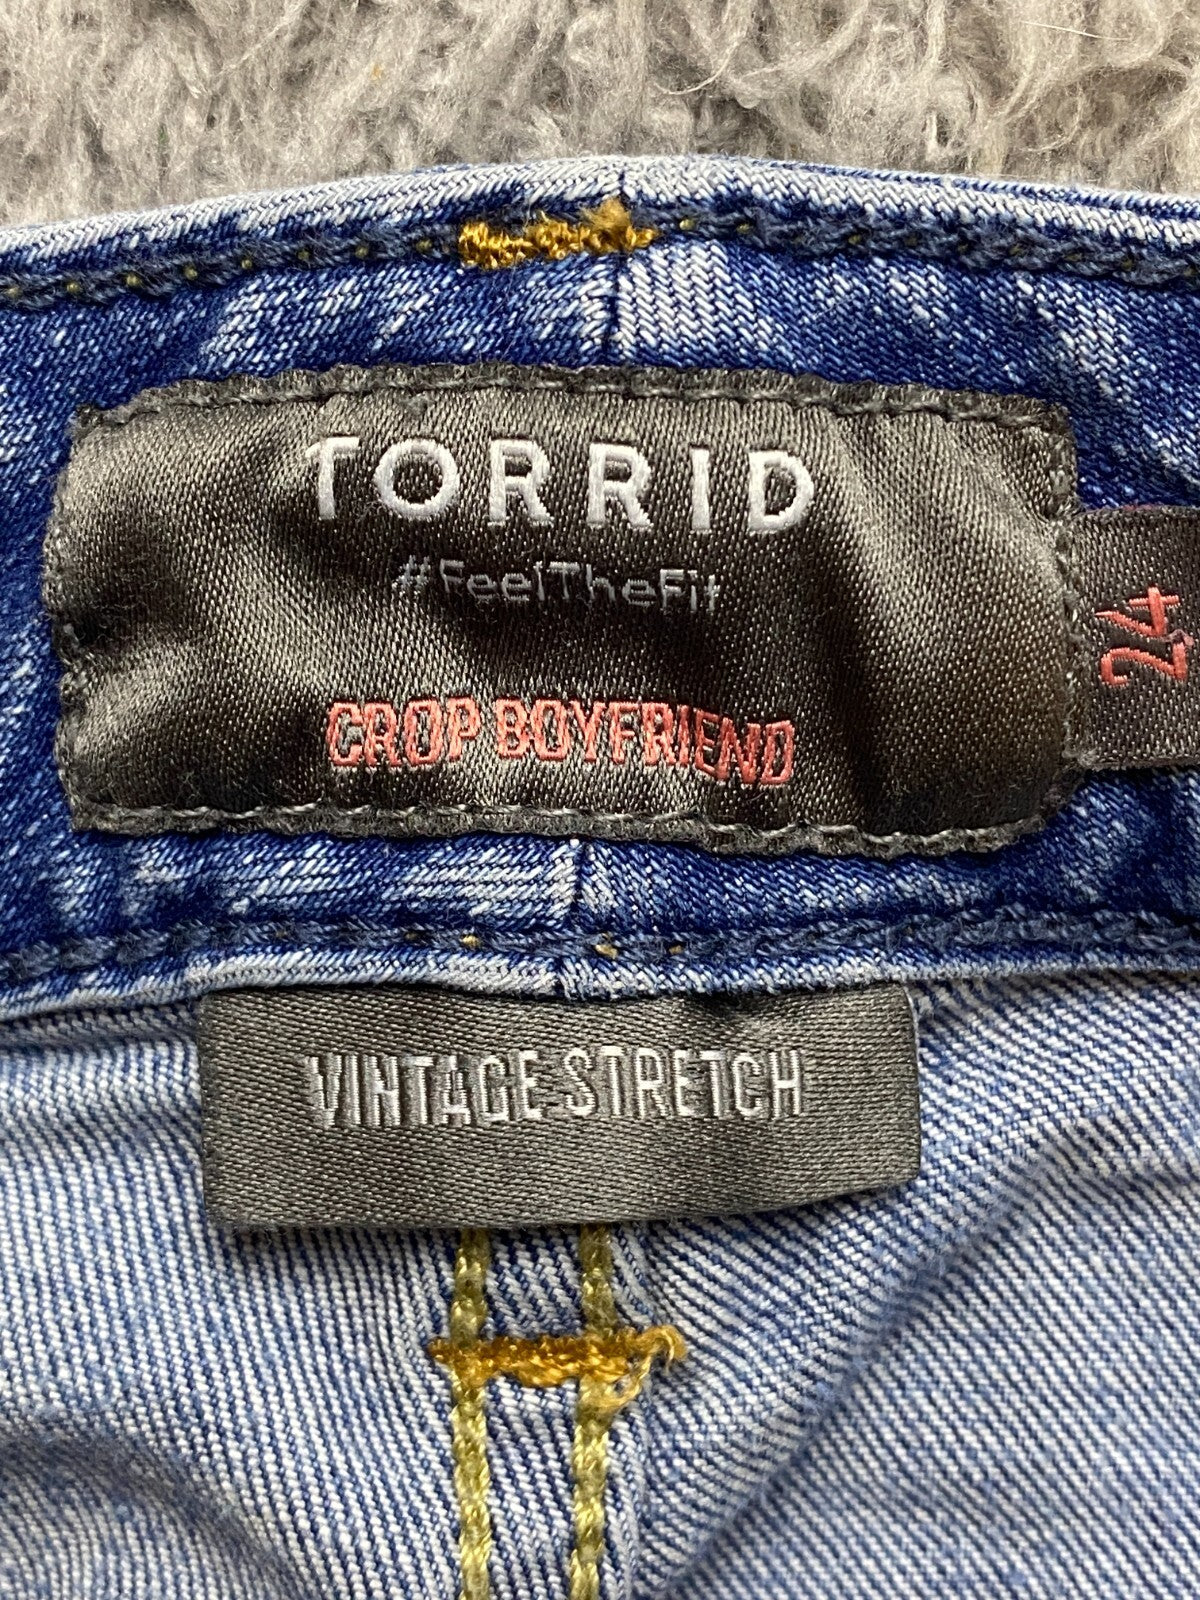 TORRID
#FeelTheFit
CROP BOYFRIEND
24
VINTAGE STRETCH